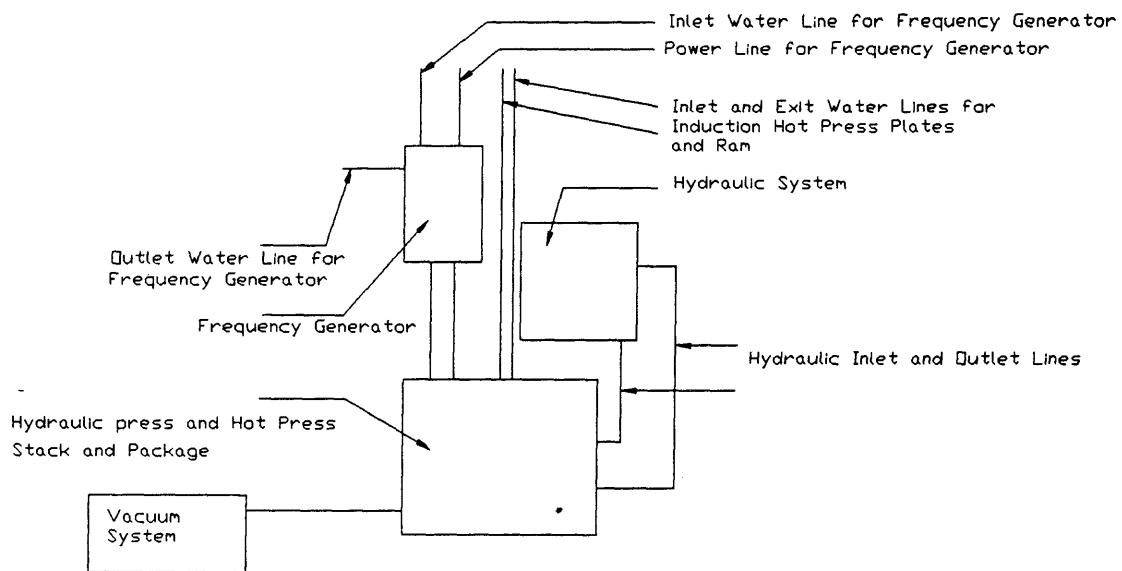 Inlet Water Line for Frequency Generator
Power Line for Frequency Generator
Inlet and Exit Water Lines for
Induction Hot Press Plates
and Ram
Hydraulic System
Outlet Water Line for
Frequency Generator
Frequency Generator
Hydraulic Inlet and Outlet Lines
Hydraulic press and Hot Press
Stack and Package
Vacuum
System